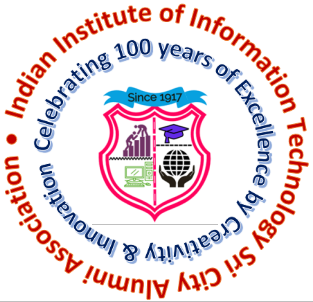 Indian Institute of Information Technology Sri City Alumni Association •
Celebrating 100 years of Excellence by Creativity & Innovation
Since 1917